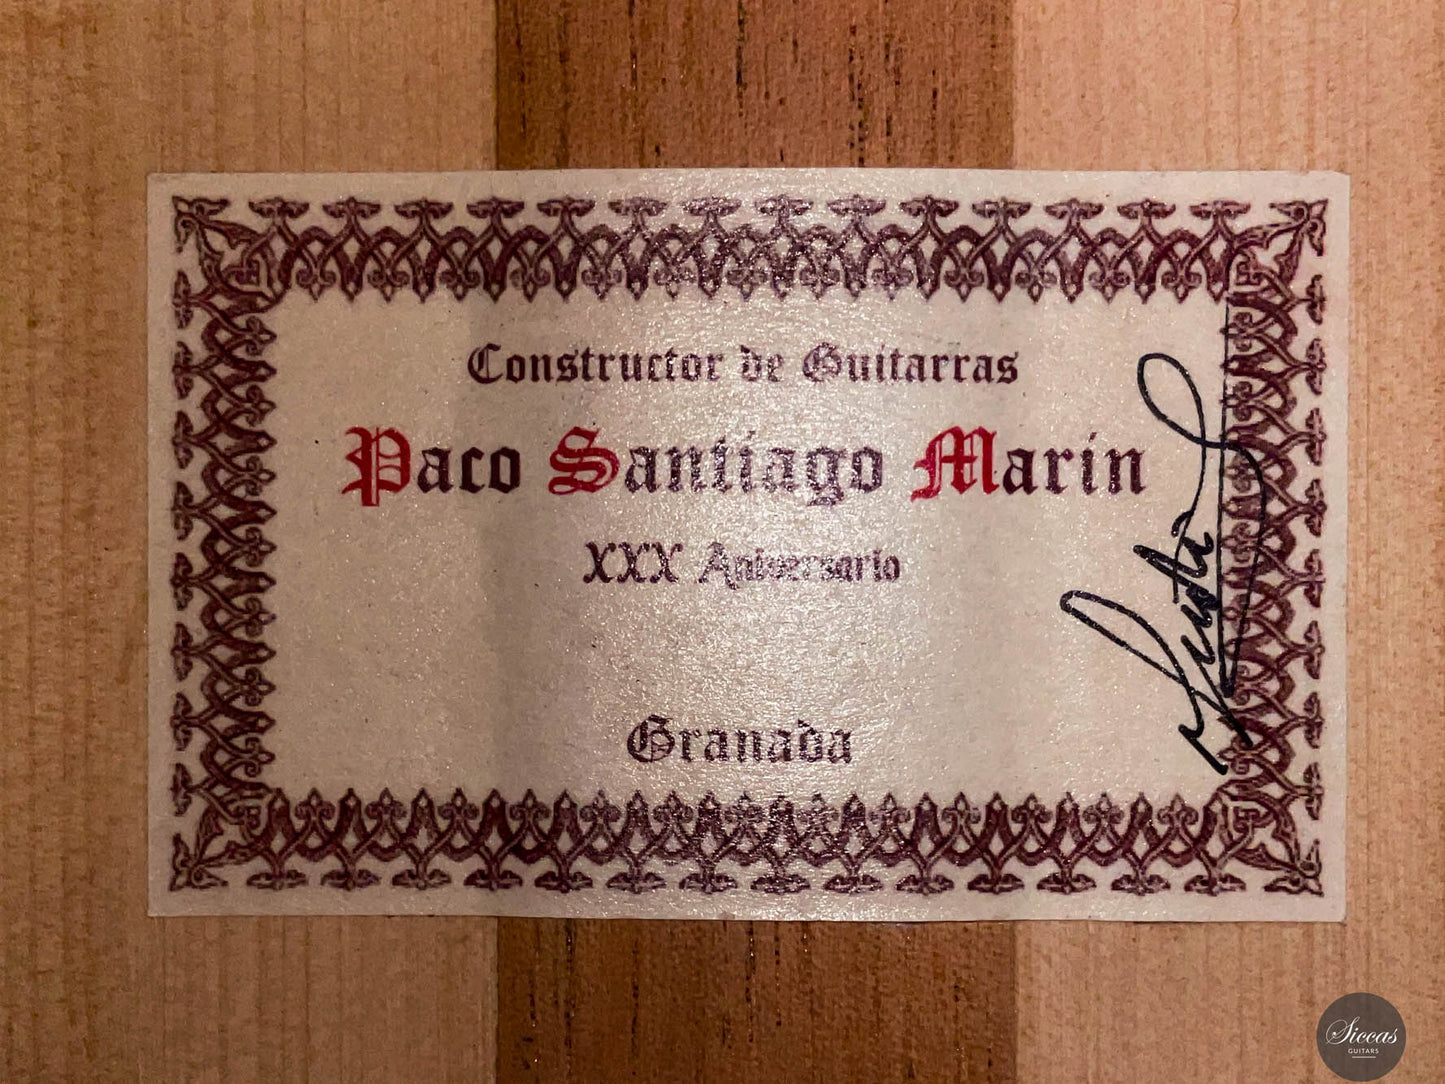 Constructor de Guitarras
Paco Santiago Marin
XXX Aniversario
Granada
Siccas
GUITARS